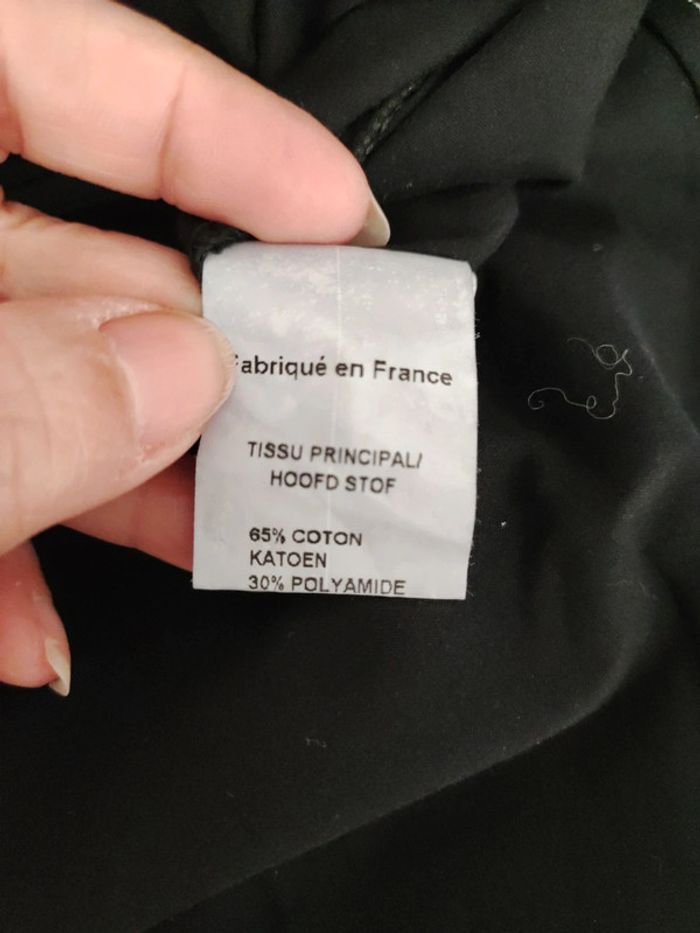 Fabriqué en France
TISSU PRINCIPAL/
HOOFD STOF
65% COTON
KATOEN
30% POLYAMIDE